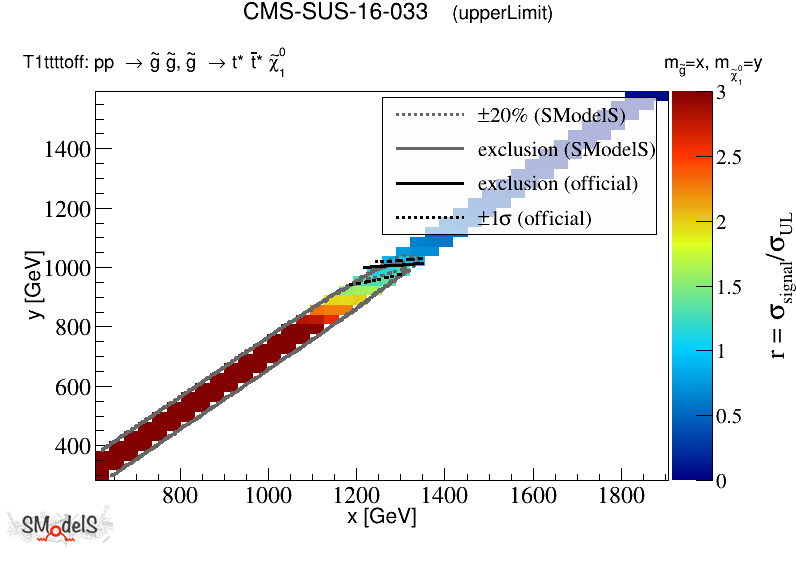 CMS-SUS-16-033 (upperLimit)
T1ttttoff: pp → g̃ g̃, g̃ → t* t̄* χ̃₁⁰
m_g̃=x, m_χ̃₁⁰=y
±20% (SModelS)
exclusion (SModelS)
exclusion (official)
±1σ (official)
1400
1200
1000
800
600
400
y [GeV]
800 1000 1200 1400 1600 1800
x [GeV]
3
2.5
2
1.5
1
0.5
0
r = σ_signal/σ_UL
SModelS